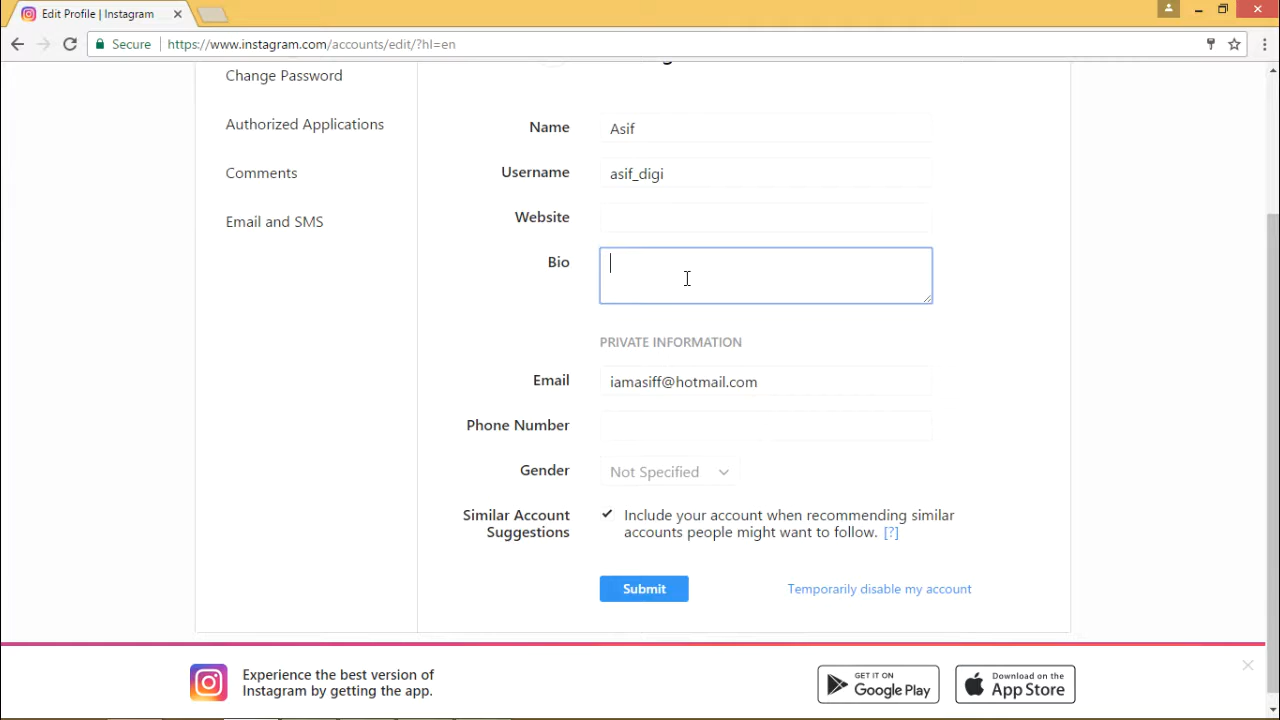 Edit Profile | Instagram
Secure https://www.instagram.com/accounts/edit/?hl=en
Change Password
Authorized Applications
Comments
Email and SMS
Name Asif
Username asif_digi
Website
Bio
PRIVATE INFORMATION
Email iamasiff@hotmail.com
Phone Number
Gender Not Specified
Similar Account
Suggestions
Include your account when recommending similar
accounts people might want to follow. [?]
Submit Temporarily disable my account
Experience the best version of
Instagram by getting the app.
GET IT ON
Google Play
Download on the
App Store